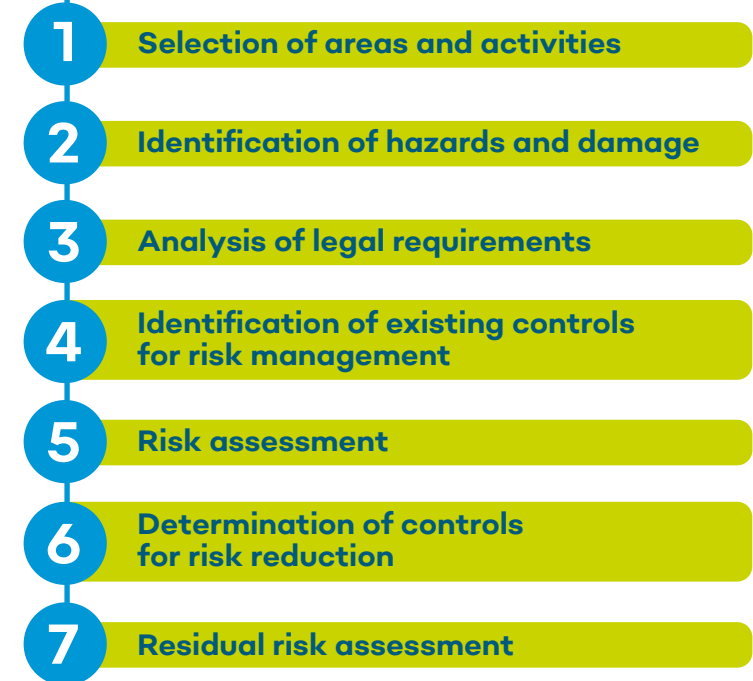 1
Selection of areas and activities
2
Identification of hazards and damage
3
Analysis of legal requirements
4
Identification of existing controls
for risk management
5
Risk assessment
6
Determination of controls
for risk reduction
7
Residual risk assessment